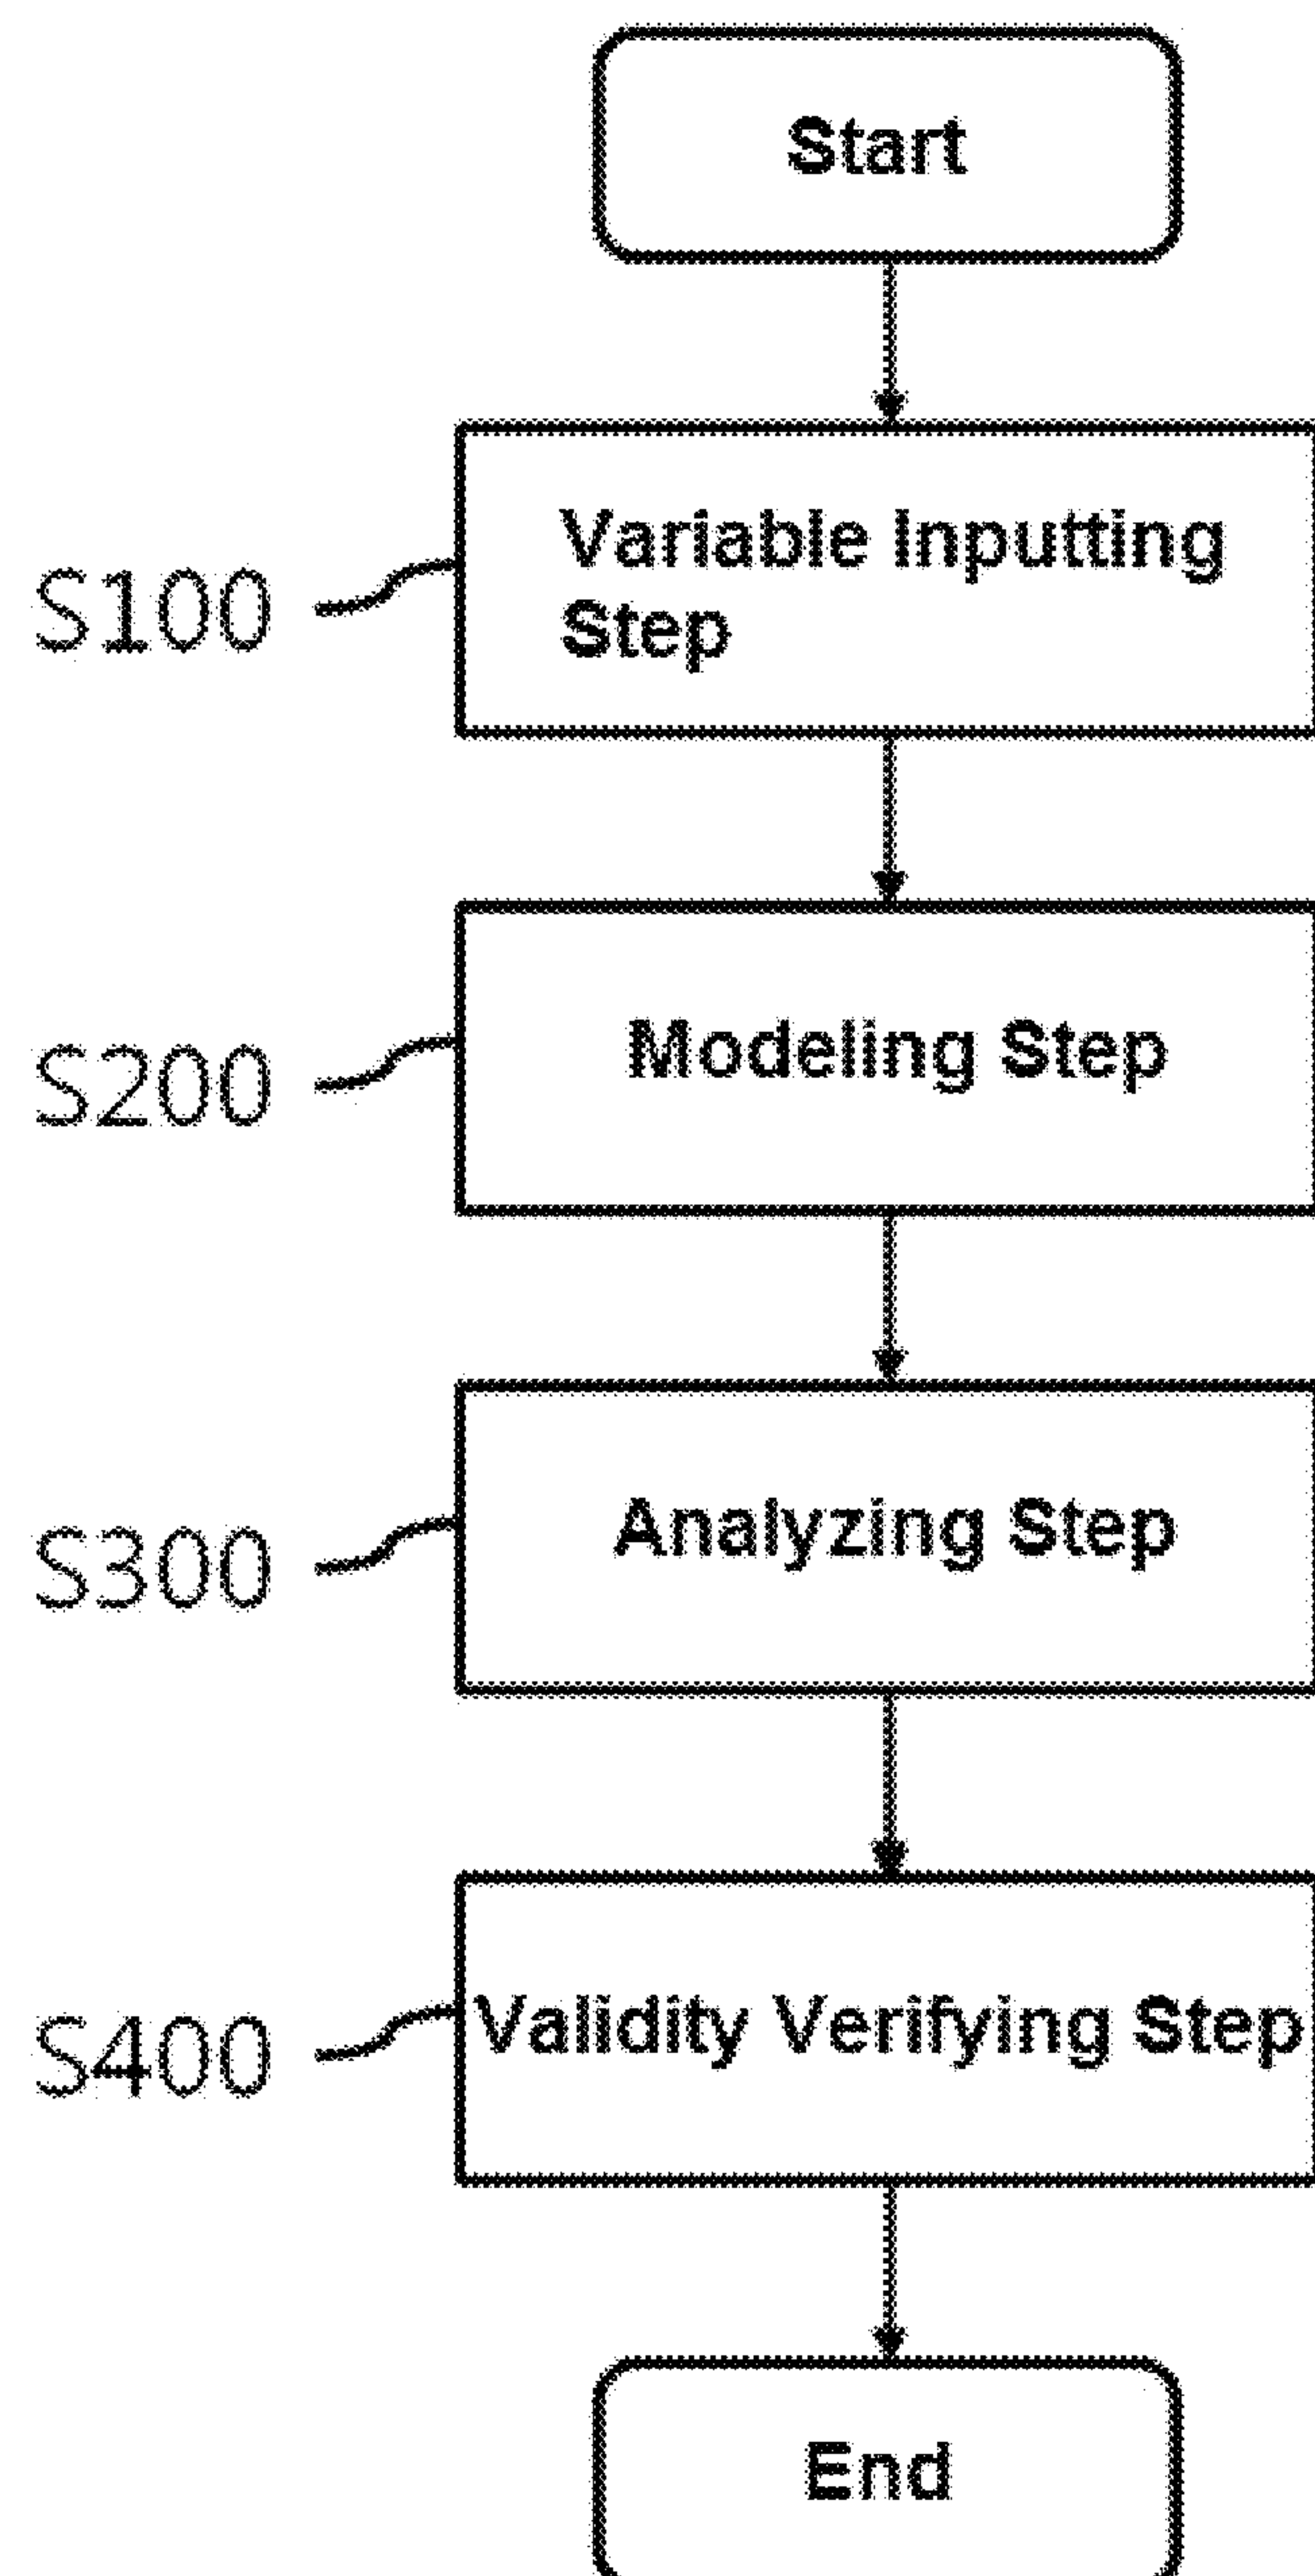 Start
S100
Variable Inputting
Step
S200
Modeling Step
S300
Analyzing Step
S400
Validity Verifying Step
End